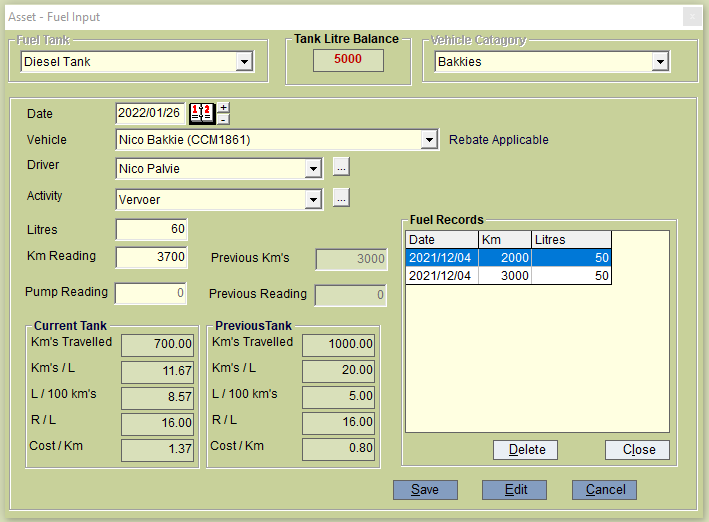 Asset - Fuel Input
Fuel Tank
Diesel Tank
Tank Litre Balance
5000
Vehicle Catagory
Bakkies
Date 2022/01/26 1 2 + -
Vehicle Nico Bakkie (CCM1861) Rebate Applicable
Driver Nico Palvie ...
Activity Vervoer ...
Litres 60
Km Reading 3700 Previous Km's 3000
Pump Reading 0 Previous Reading 0
Current Tank
Km's Travelled 700.00
Km's / L 11.67
L / 100 km's 8.57
R / L 16.00
Cost / Km 1.37
PreviousTank
Km's Travelled 1000.00
Km's / L 20.00
L / 100 km's 5.00
R / L 16.00
Cost / Km 0.80
Fuel Records
Date Km Litres
2021/12/04 2000 50
2021/12/04 3000 50
Delete Close
Save Edit Cancel